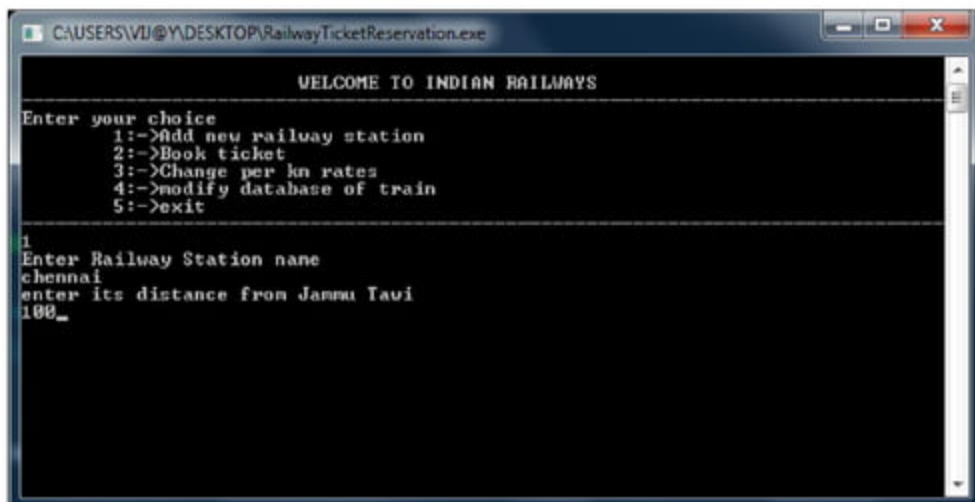 C:\USERS\VIJ@Y\DESKTOP\RailwayTicketReservation.exe
WELCOME TO INDIAN RAILWAYS
Enter your choice
1:->Add new railway station
2:->Book ticket
3:->Change per km rates
4:->modify database of train
5:->exit
1
Enter Railway Station name
chennai
enter its distance from Jammu Tawi
100_